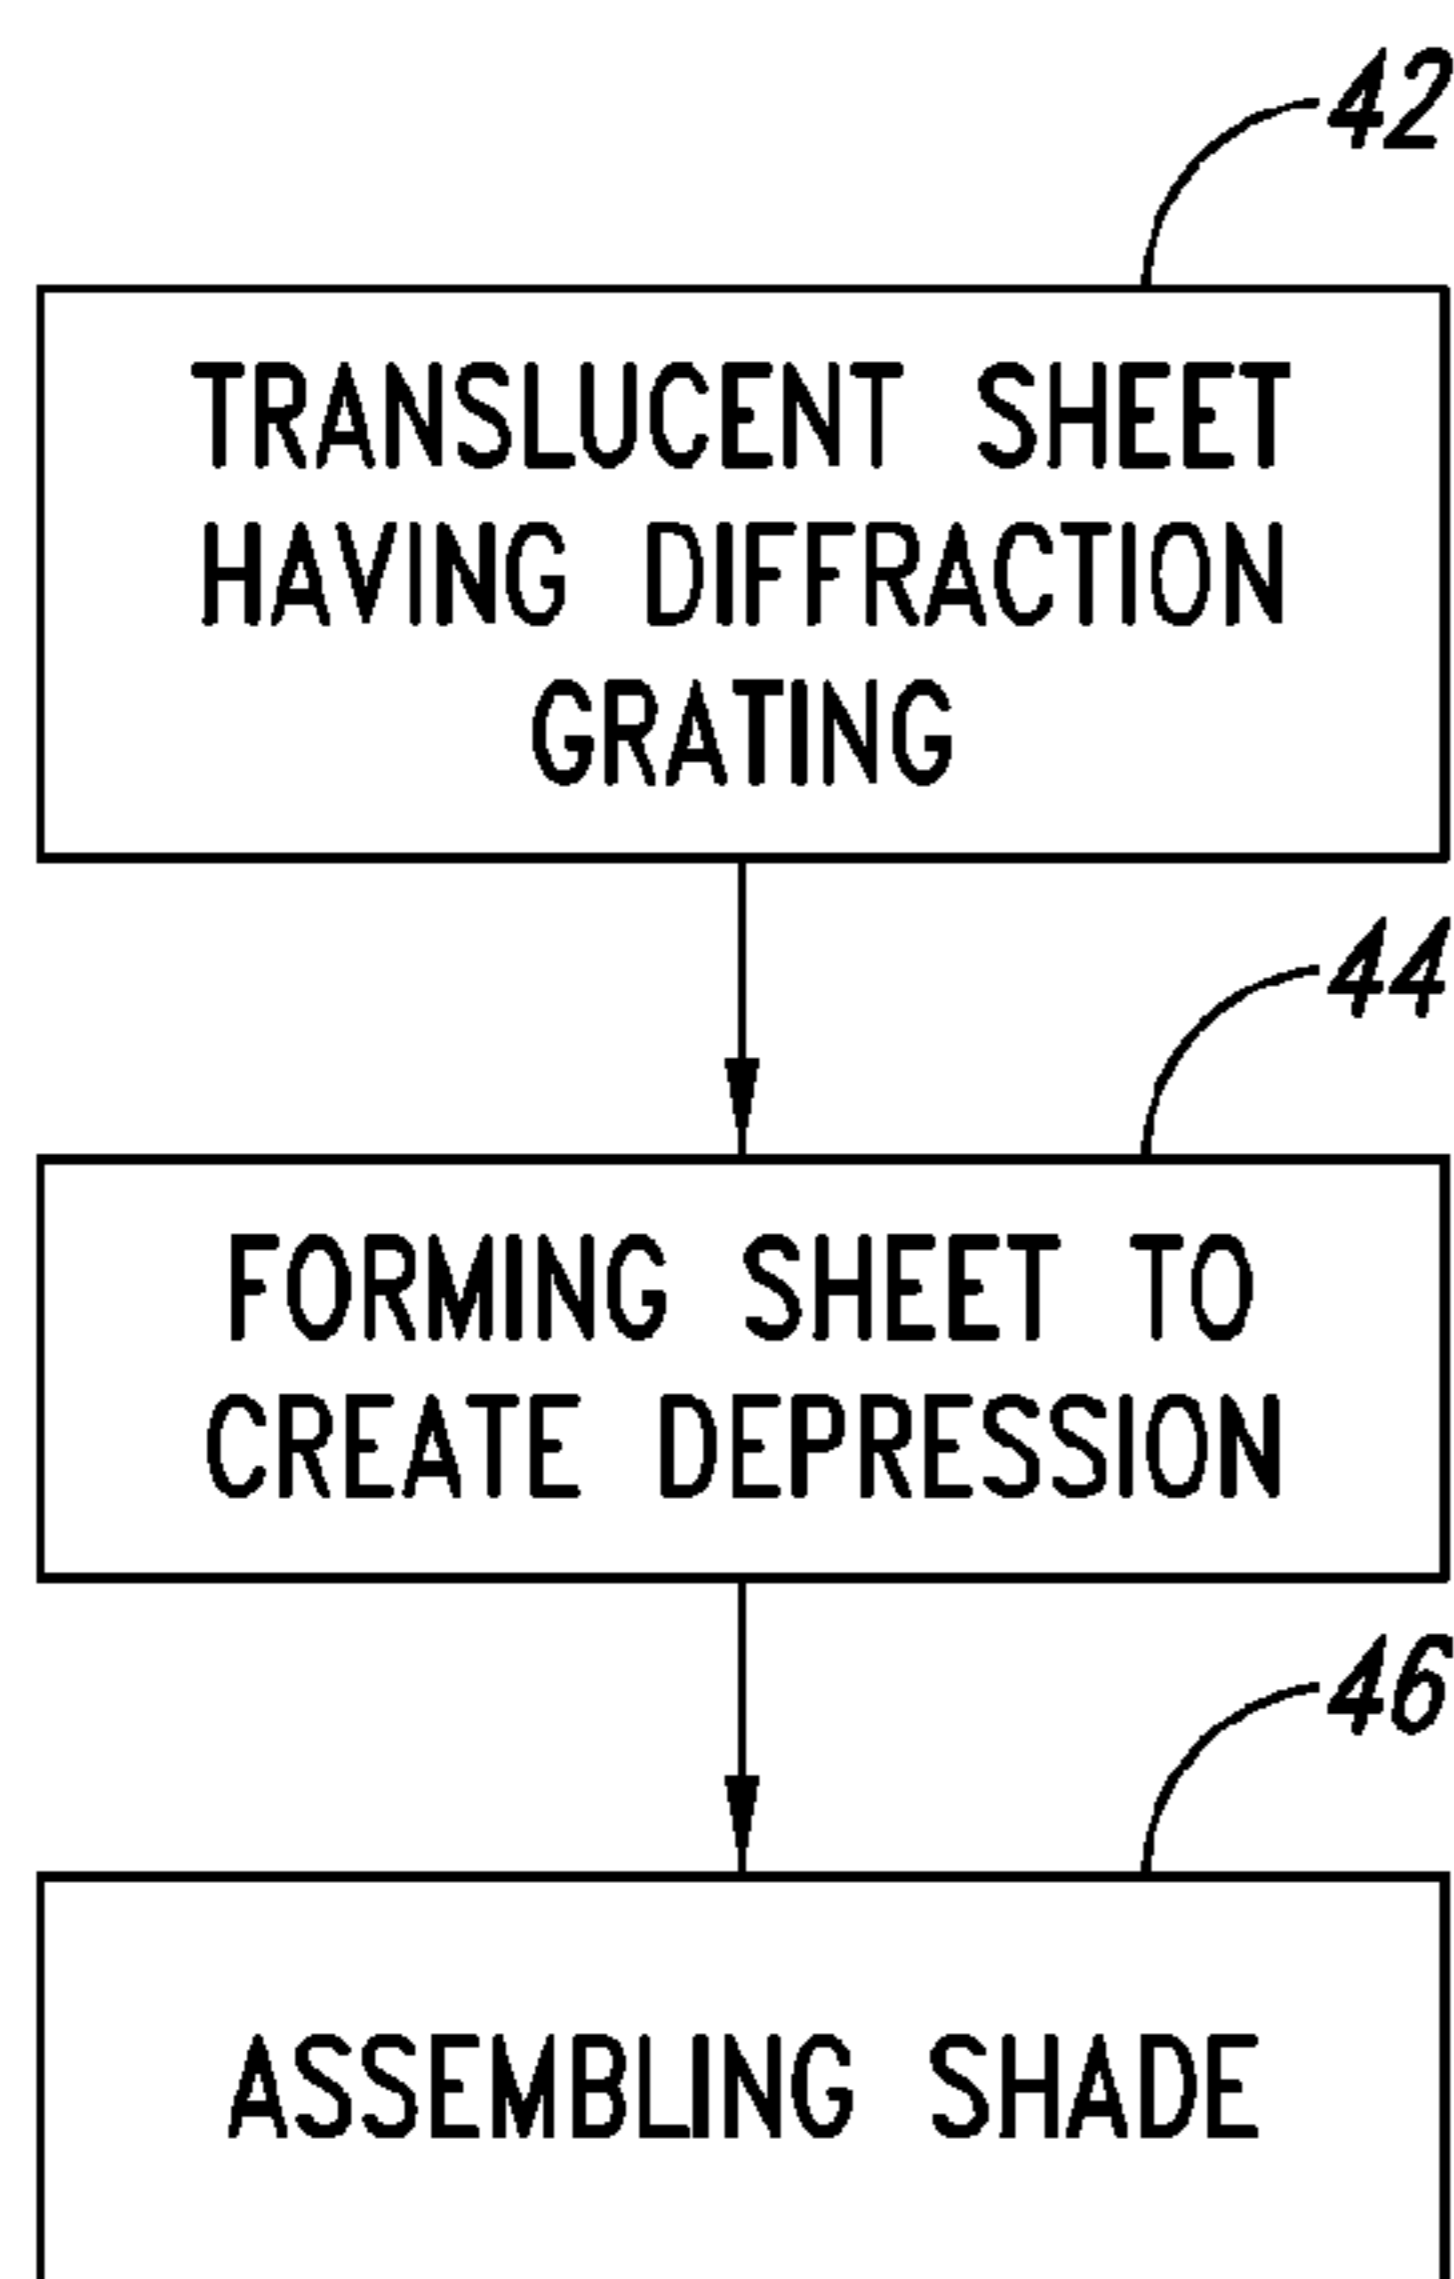 42
TRANSLUCENT SHEET
HAVING DIFFRACTION
GRATING
44
FORMING SHEET TO
CREATE DEPRESSION
46
ASSEMBLING SHADE